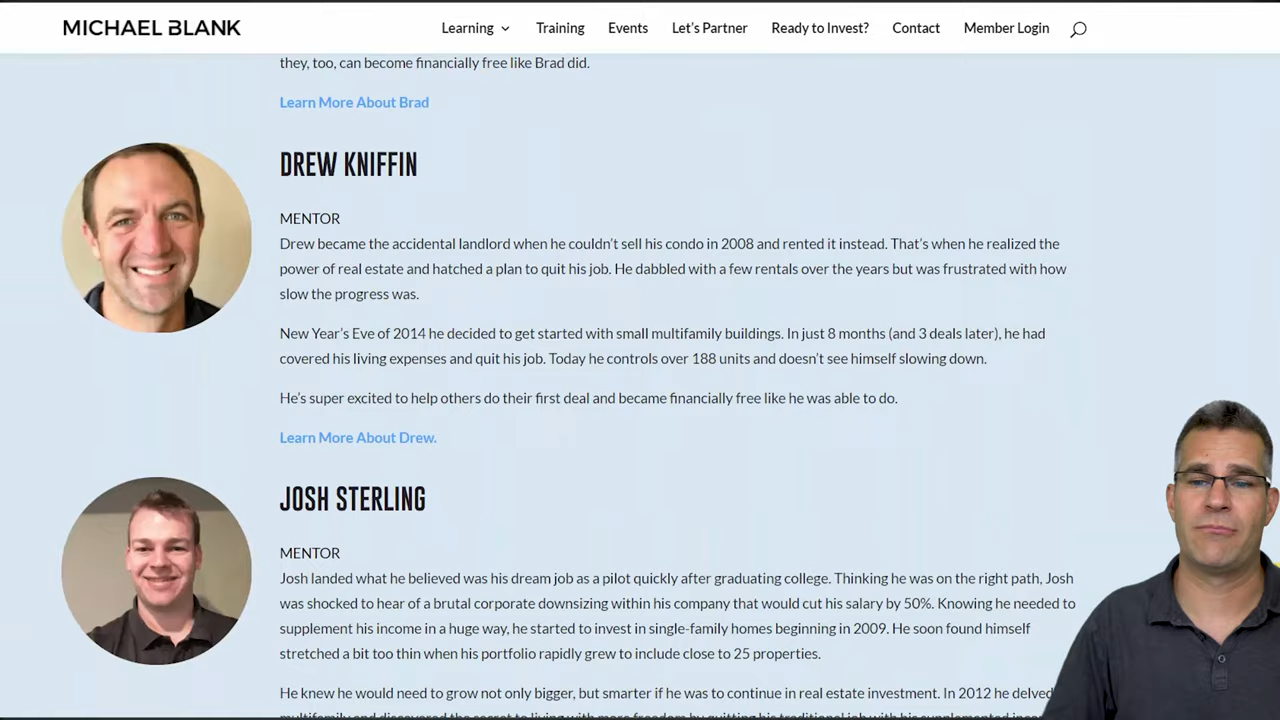 MICHAEL BLANK
Learning Training Events Let's Partner Ready to Invest? Contact Member Login
they, too, can become financially free like Brad did.
Learn More About Brad
DREW KNIFFIN
MENTOR
Drew became the accidental landlord when he couldn't sell his condo in 2008 and rented it instead. That's when he realized the
power of real estate and hatched a plan to quit his job. He dabbled with a few rentals over the years but was frustrated with how
slow the progress was.
New Year's Eve of 2014 he decided to get started with small multifamily buildings. In just 8 months (and 3 deals later), he had
covered his living expenses and quit his job. Today he controls over 188 units and doesn't see himself slowing down.
He's super excited to help others do their first deal and became financially free like he was able to do.
Learn More About Drew.
JOSH STERLING
MENTOR
Josh landed what he believed was his dream job as a pilot quickly after graduating college. Thinking he was on the right path, Josh
was shocked to hear of a brutal corporate downsizing within his company that would cut his salary by 50%. Knowing he needed to
supplement his income in a huge way, he started to invest in single-family homes beginning in 2009. He soon found himself
stretched a bit too thin when his portfolio rapidly grew to include close to 25 properties.
He knew he would need to grow not only bigger, but smarter if he was to continue in real estate investment. In 2012 he delved